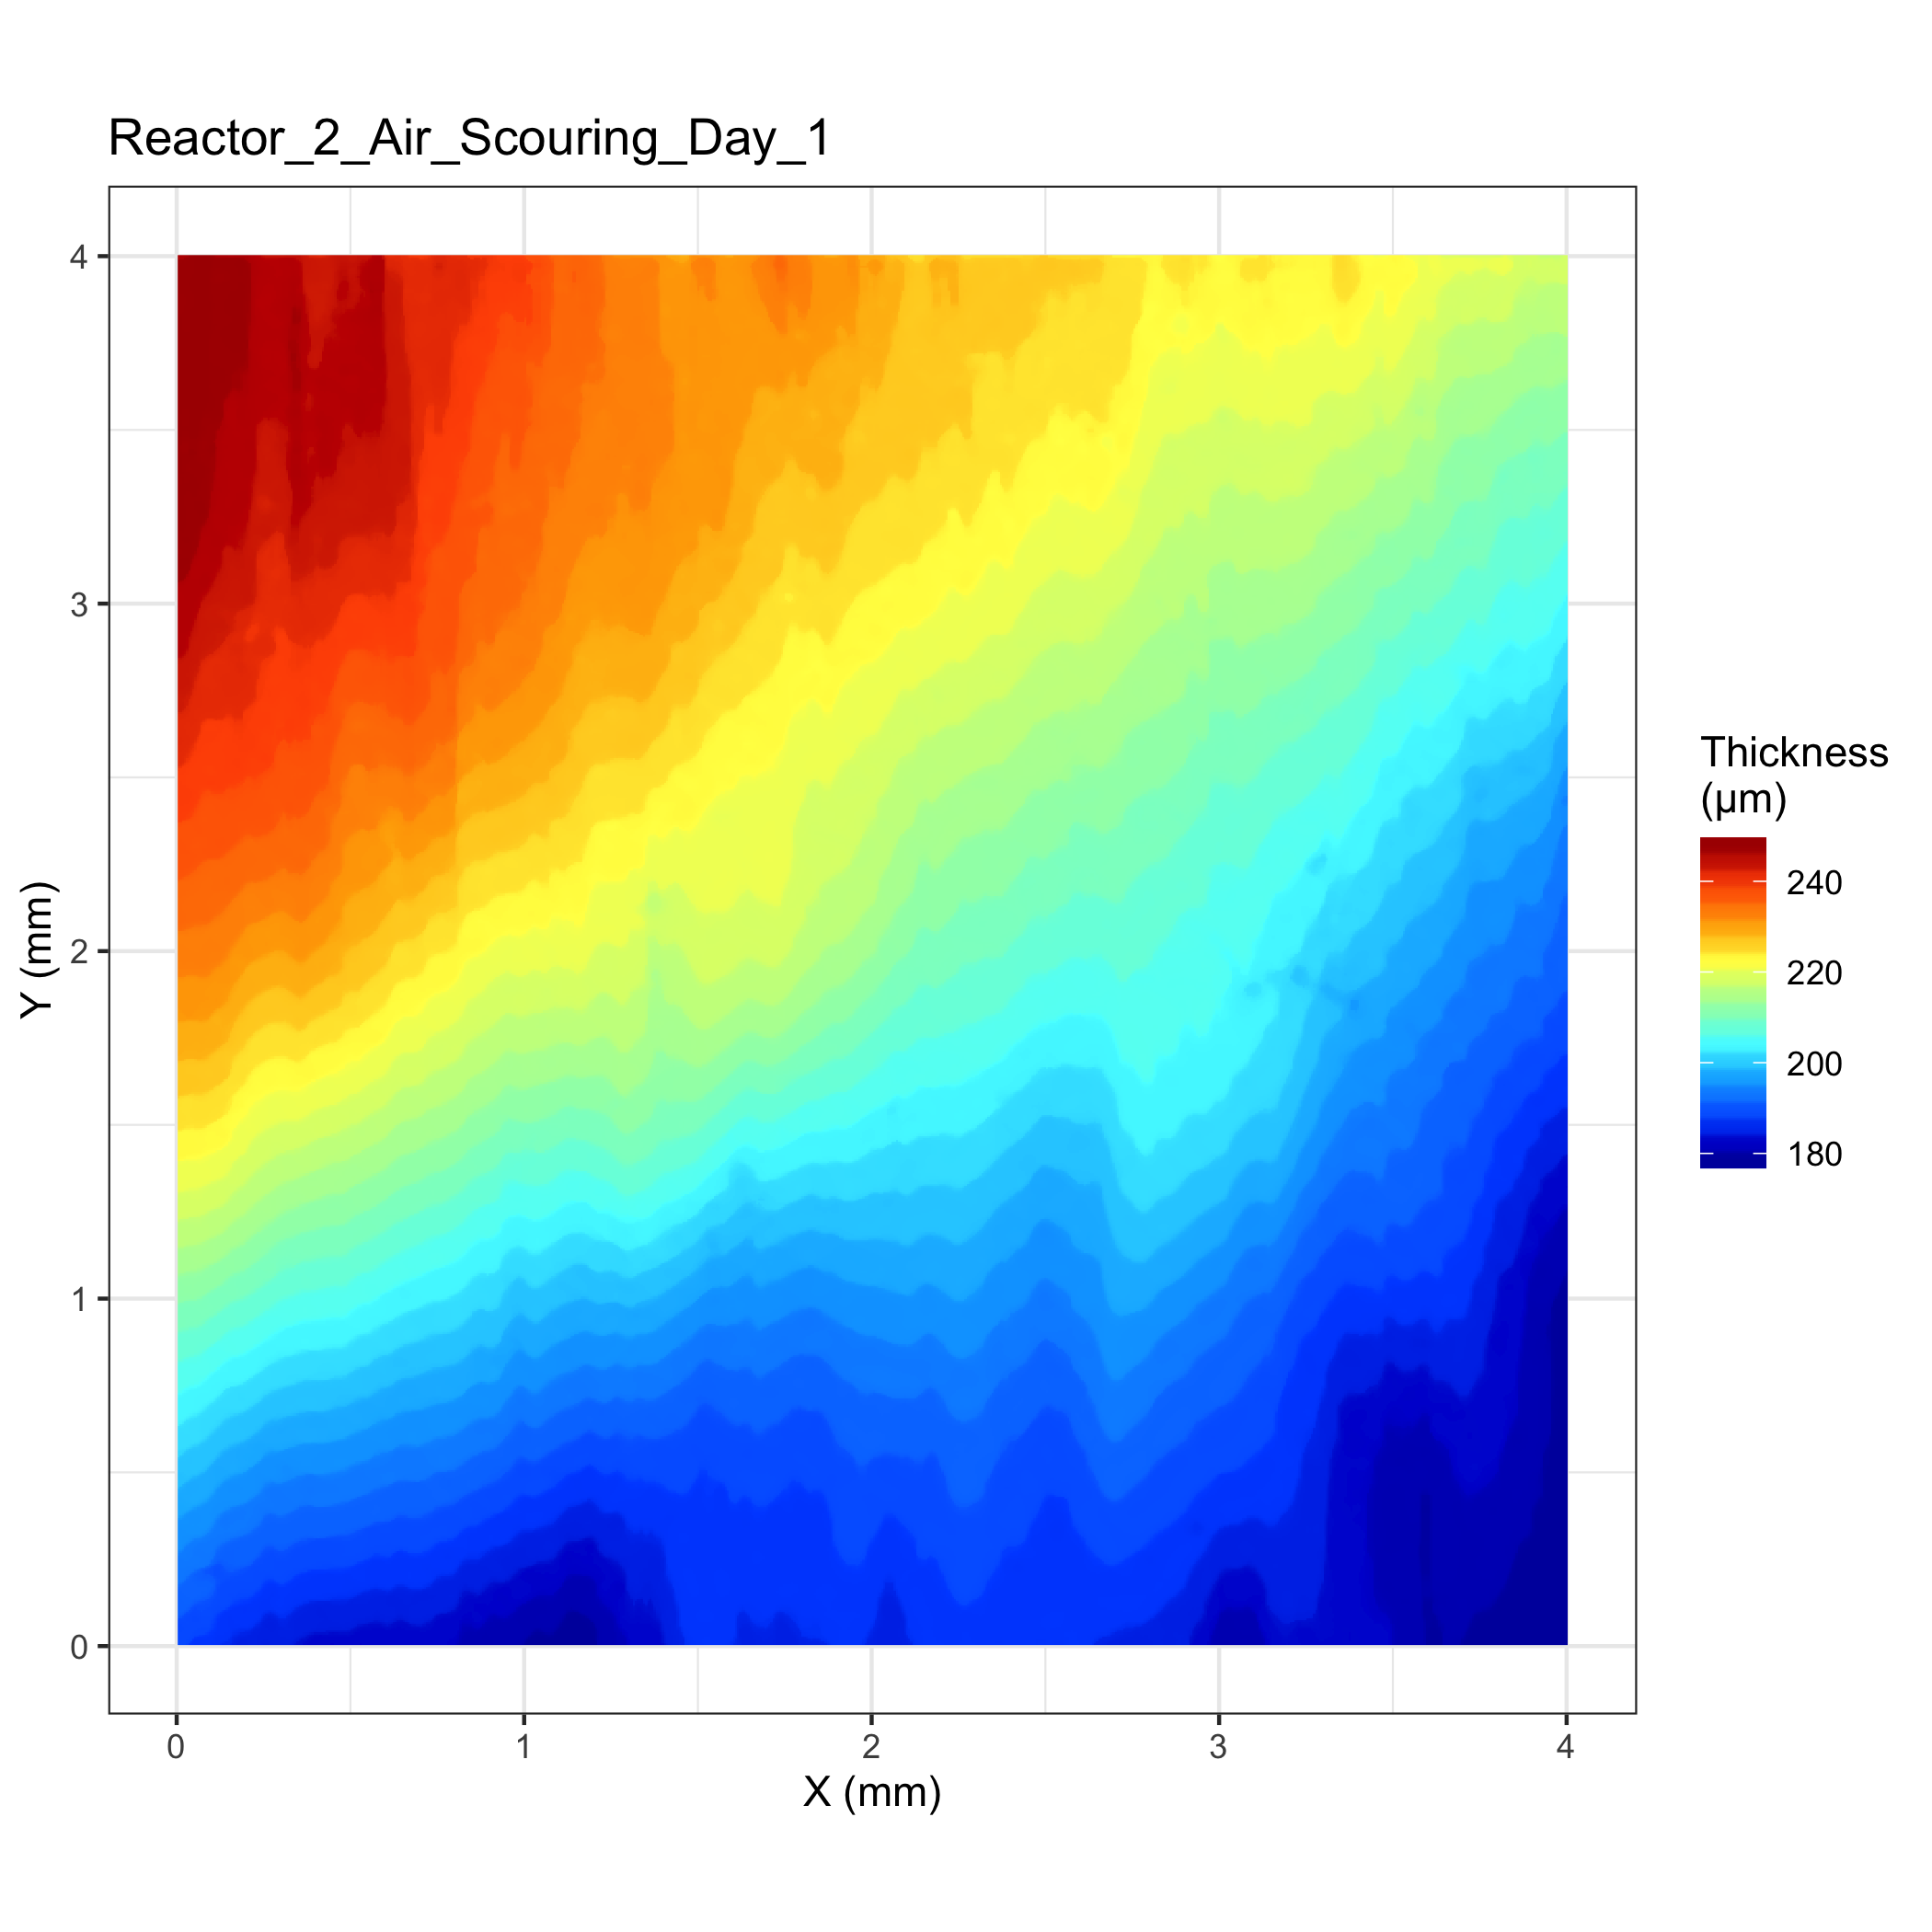 Reactor_2_Air_Scouring_Day_1
4
3
2
1
0
Y (mm)
0 1 2 3 4
X (mm)
Thickness
(µm)
240
220
200
180